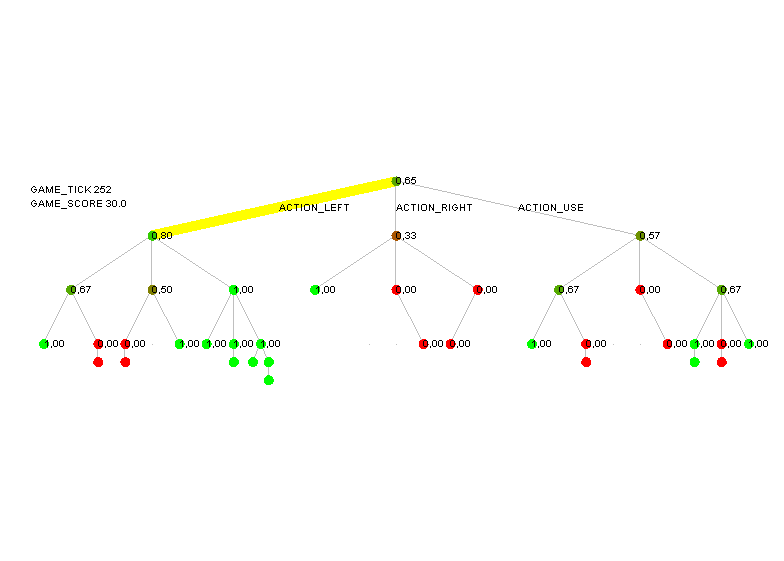 0,65
GAME_TICK 252
GAME_SCORE 30.0
ACTION_LEFT ACTION_RIGHT ACTION_USE
0,80 0,33 0,57
0,67 0,50 1,00 1,00 0,00 0,00 0,67 0,00 0,67
1,00 0,00 0,00 1,00 1,00 1,00 1,00 0,00 0,00 1,00 0,00 0,00 1,00 0,00 1,00